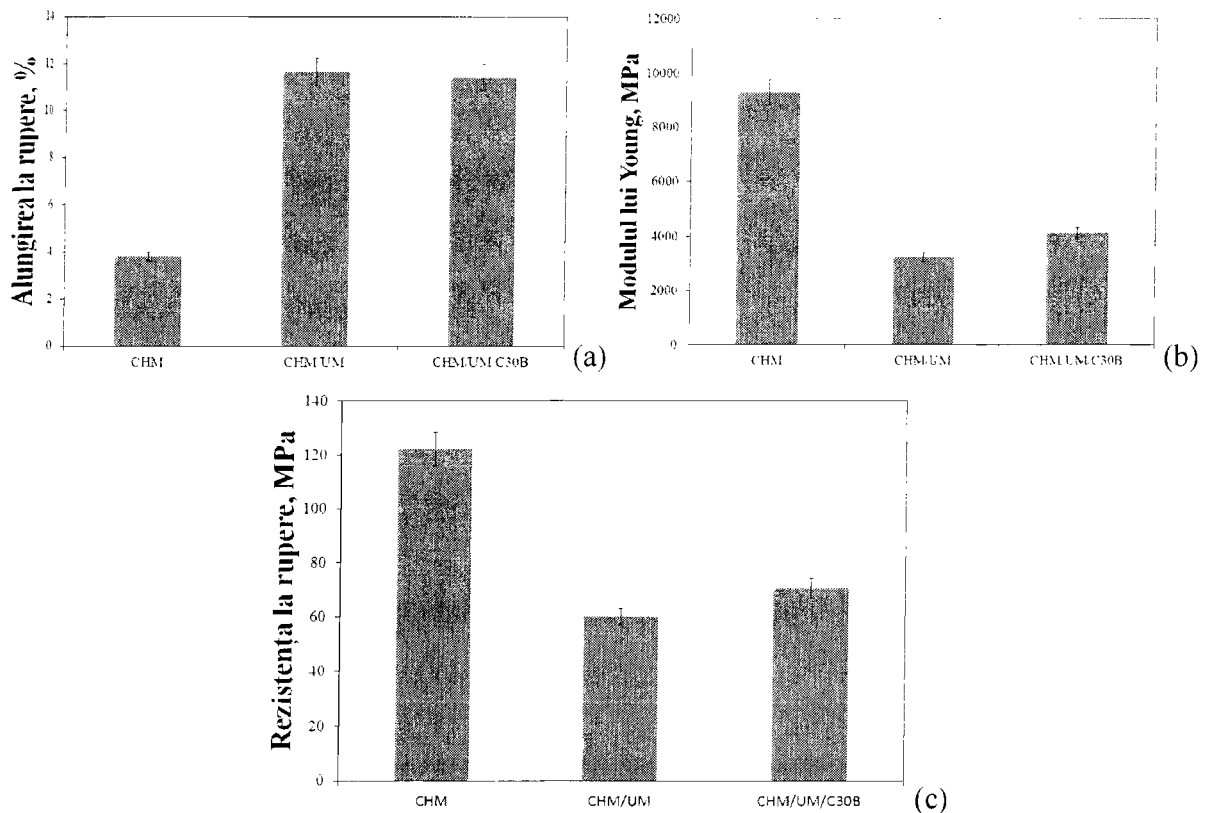 Alungirea la rupere, %
14
12
10
8
6
4
2
0
CHM
CHM/UM
CHM/UM/C30B
(a)
Modulul lui Young, MPa
12000
10000
8000
6000
4000
2000
0
CHM
CHM/UM
CHM/UM/C30B
(b)
Rezistența la rupere, MPa
140
120
100
80
60
40
20
0
CHM
CHM/UM
CHM/UM/C30B
(c)